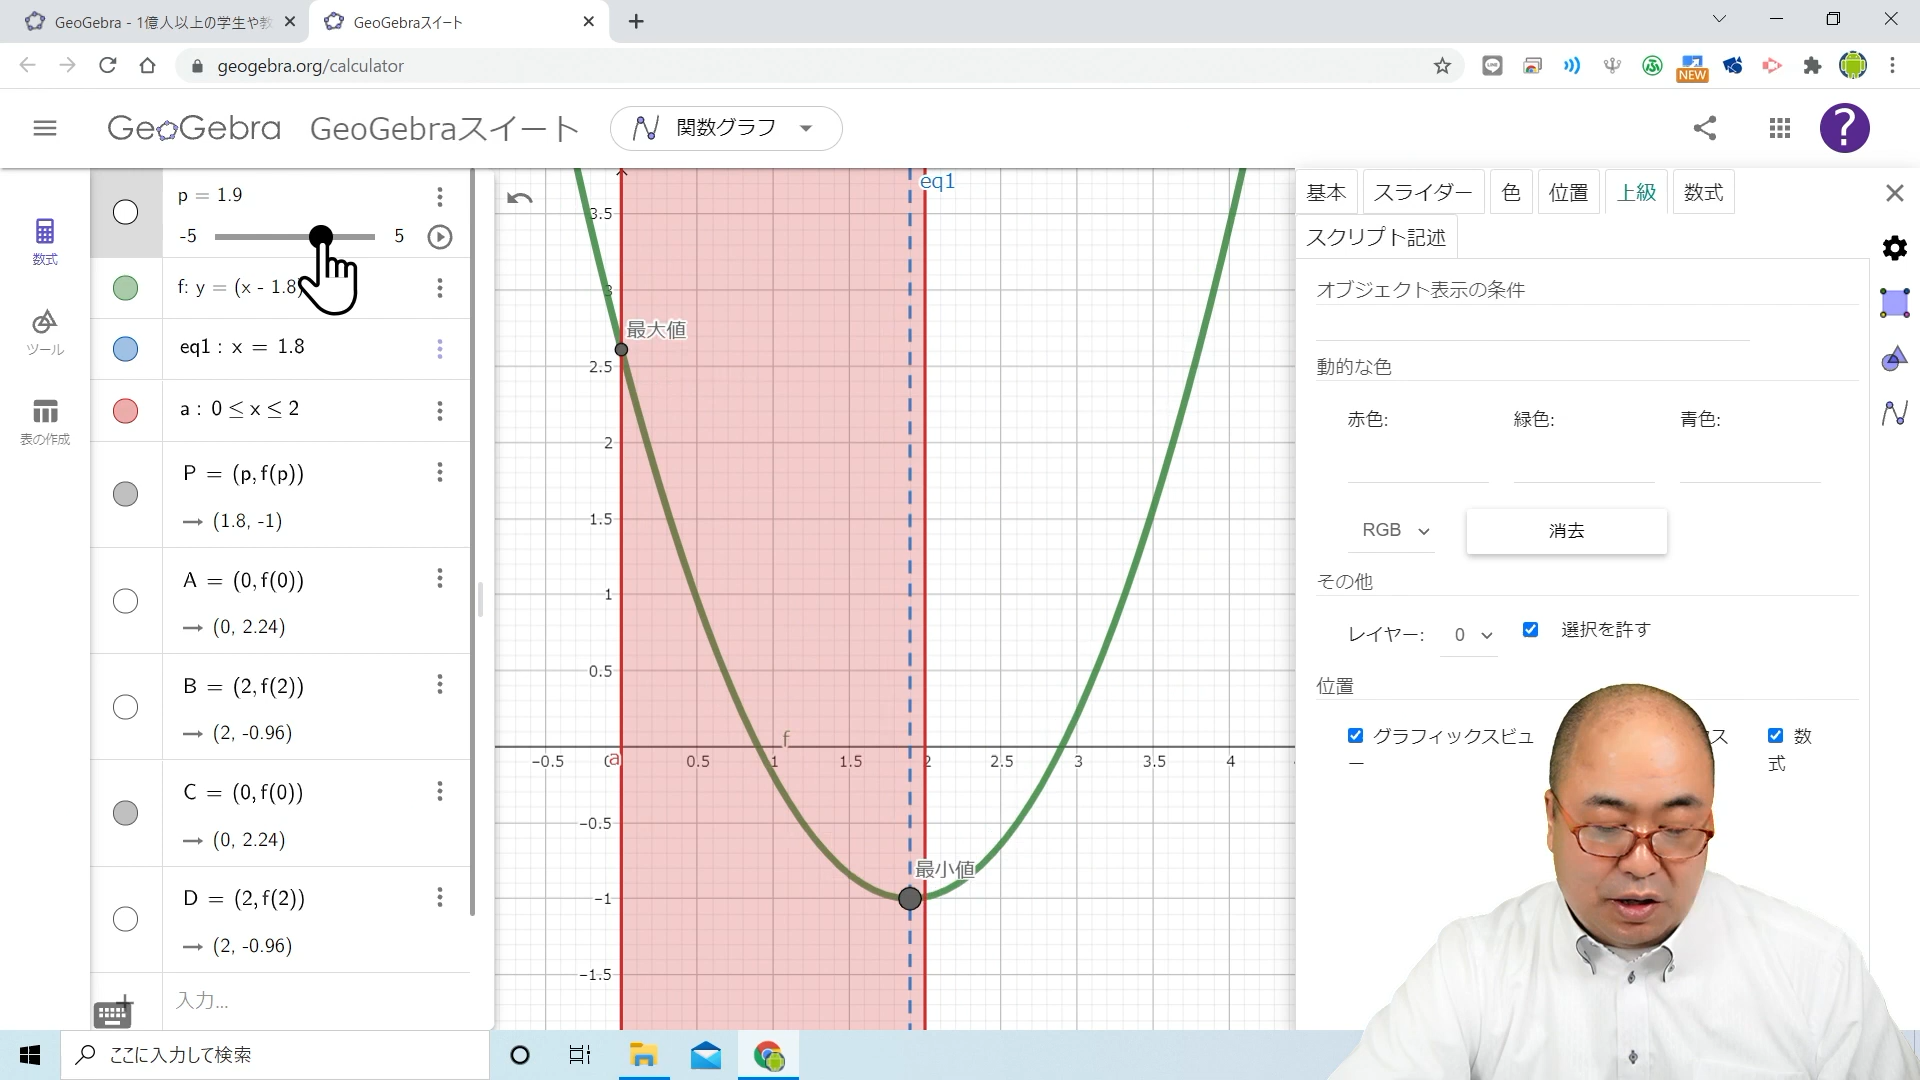 GeoGebra - 1億人以上の学生や教
GeoGebraスイート
geogebra.org/calculator
NEW
GeoGebra
GeoGebraスイート
関数グラフ
?
数式
ツール
表の作成
p = 1.9
-5
5
f: y = (x - 1.8)
eq1 : x = 1.8
a : 0 ≤ x ≤ 2
P = (p, f(p))
→ (1.8, -1)
A = (0, f(0))
→ (0, 2.24)
B = (2, f(2))
→ (2, -0.96)
C = (0, f(0))
→ (0, 2.24)
D = (2, f(2))
→ (2, -0.96)
入力...
eq1
3.5
3
最大値
2.5
2
1.5
1
0.5
f
-0.5
0
a
0.5
1
1.5
2
2.5
3
3.5
4
-0.5
最小値
-1
-1.5
基本
スライダー
色
位置
上級
数式
スクリプト記述
オブジェクト表示の条件
動的な色
赤色:
緑色:
青色:
RGB
消去
その他
レイヤー:
0
選択を許す
位置
グラフィックスビュ
ー
ス
数
式
ここに入力して検索